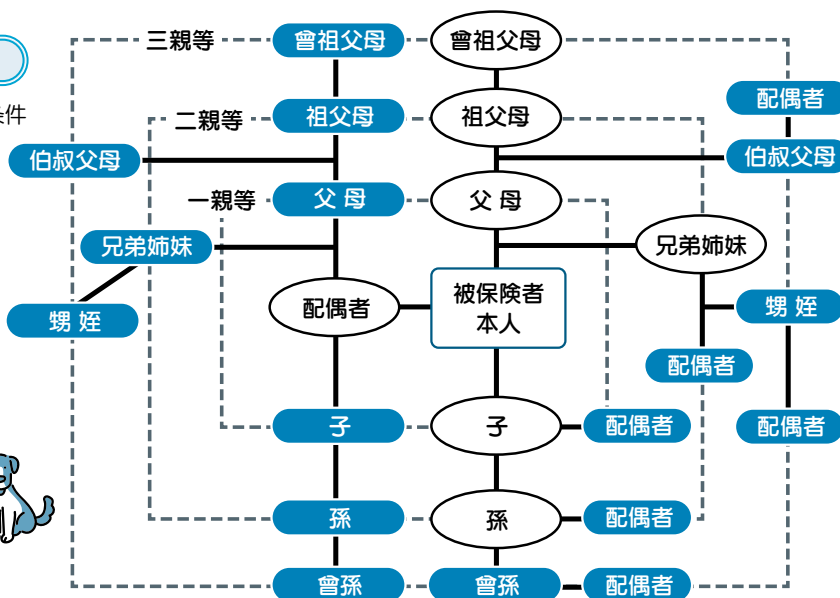 三親等
曾祖父母
曾祖父母
配偶者
条件
二親等
祖父母
祖父母
伯叔父母
伯叔父母
一親等
父 母
父 母
兄弟姉妹
兄弟姉妹
配偶者
被保険者
本人
甥 姪
甥 姪
配偶者
子
子
配偶者
配偶者
孫
孫
配偶者
曾孫
曾孫
配偶者